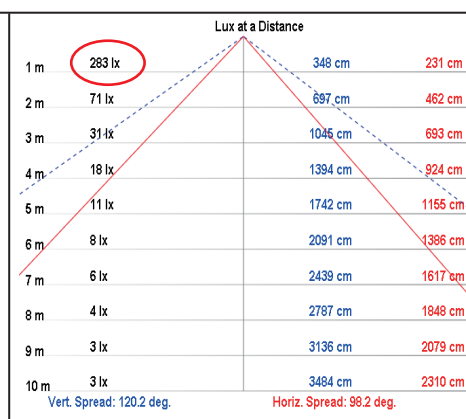 Lux at a Distance
1 m 283 lx 348 cm 231 cm
2 m 71 lx 697 cm 462 cm
3 m 31 lx 1045 cm 693 cm
4 m 18 lx 1394 cm 924 cm
5 m 11 lx 1742 cm 1155 cm
6 m 8 lx 2091 cm 1386 cm
7 m 6 lx 2439 cm 1617 cm
8 m 4 lx 2787 cm 1848 cm
9 m 3 lx 3136 cm 2079 cm
10 m 3 lx 3484 cm 2310 cm
Vert. Spread: 120.2 deg. Horiz. Spread: 98.2 deg.